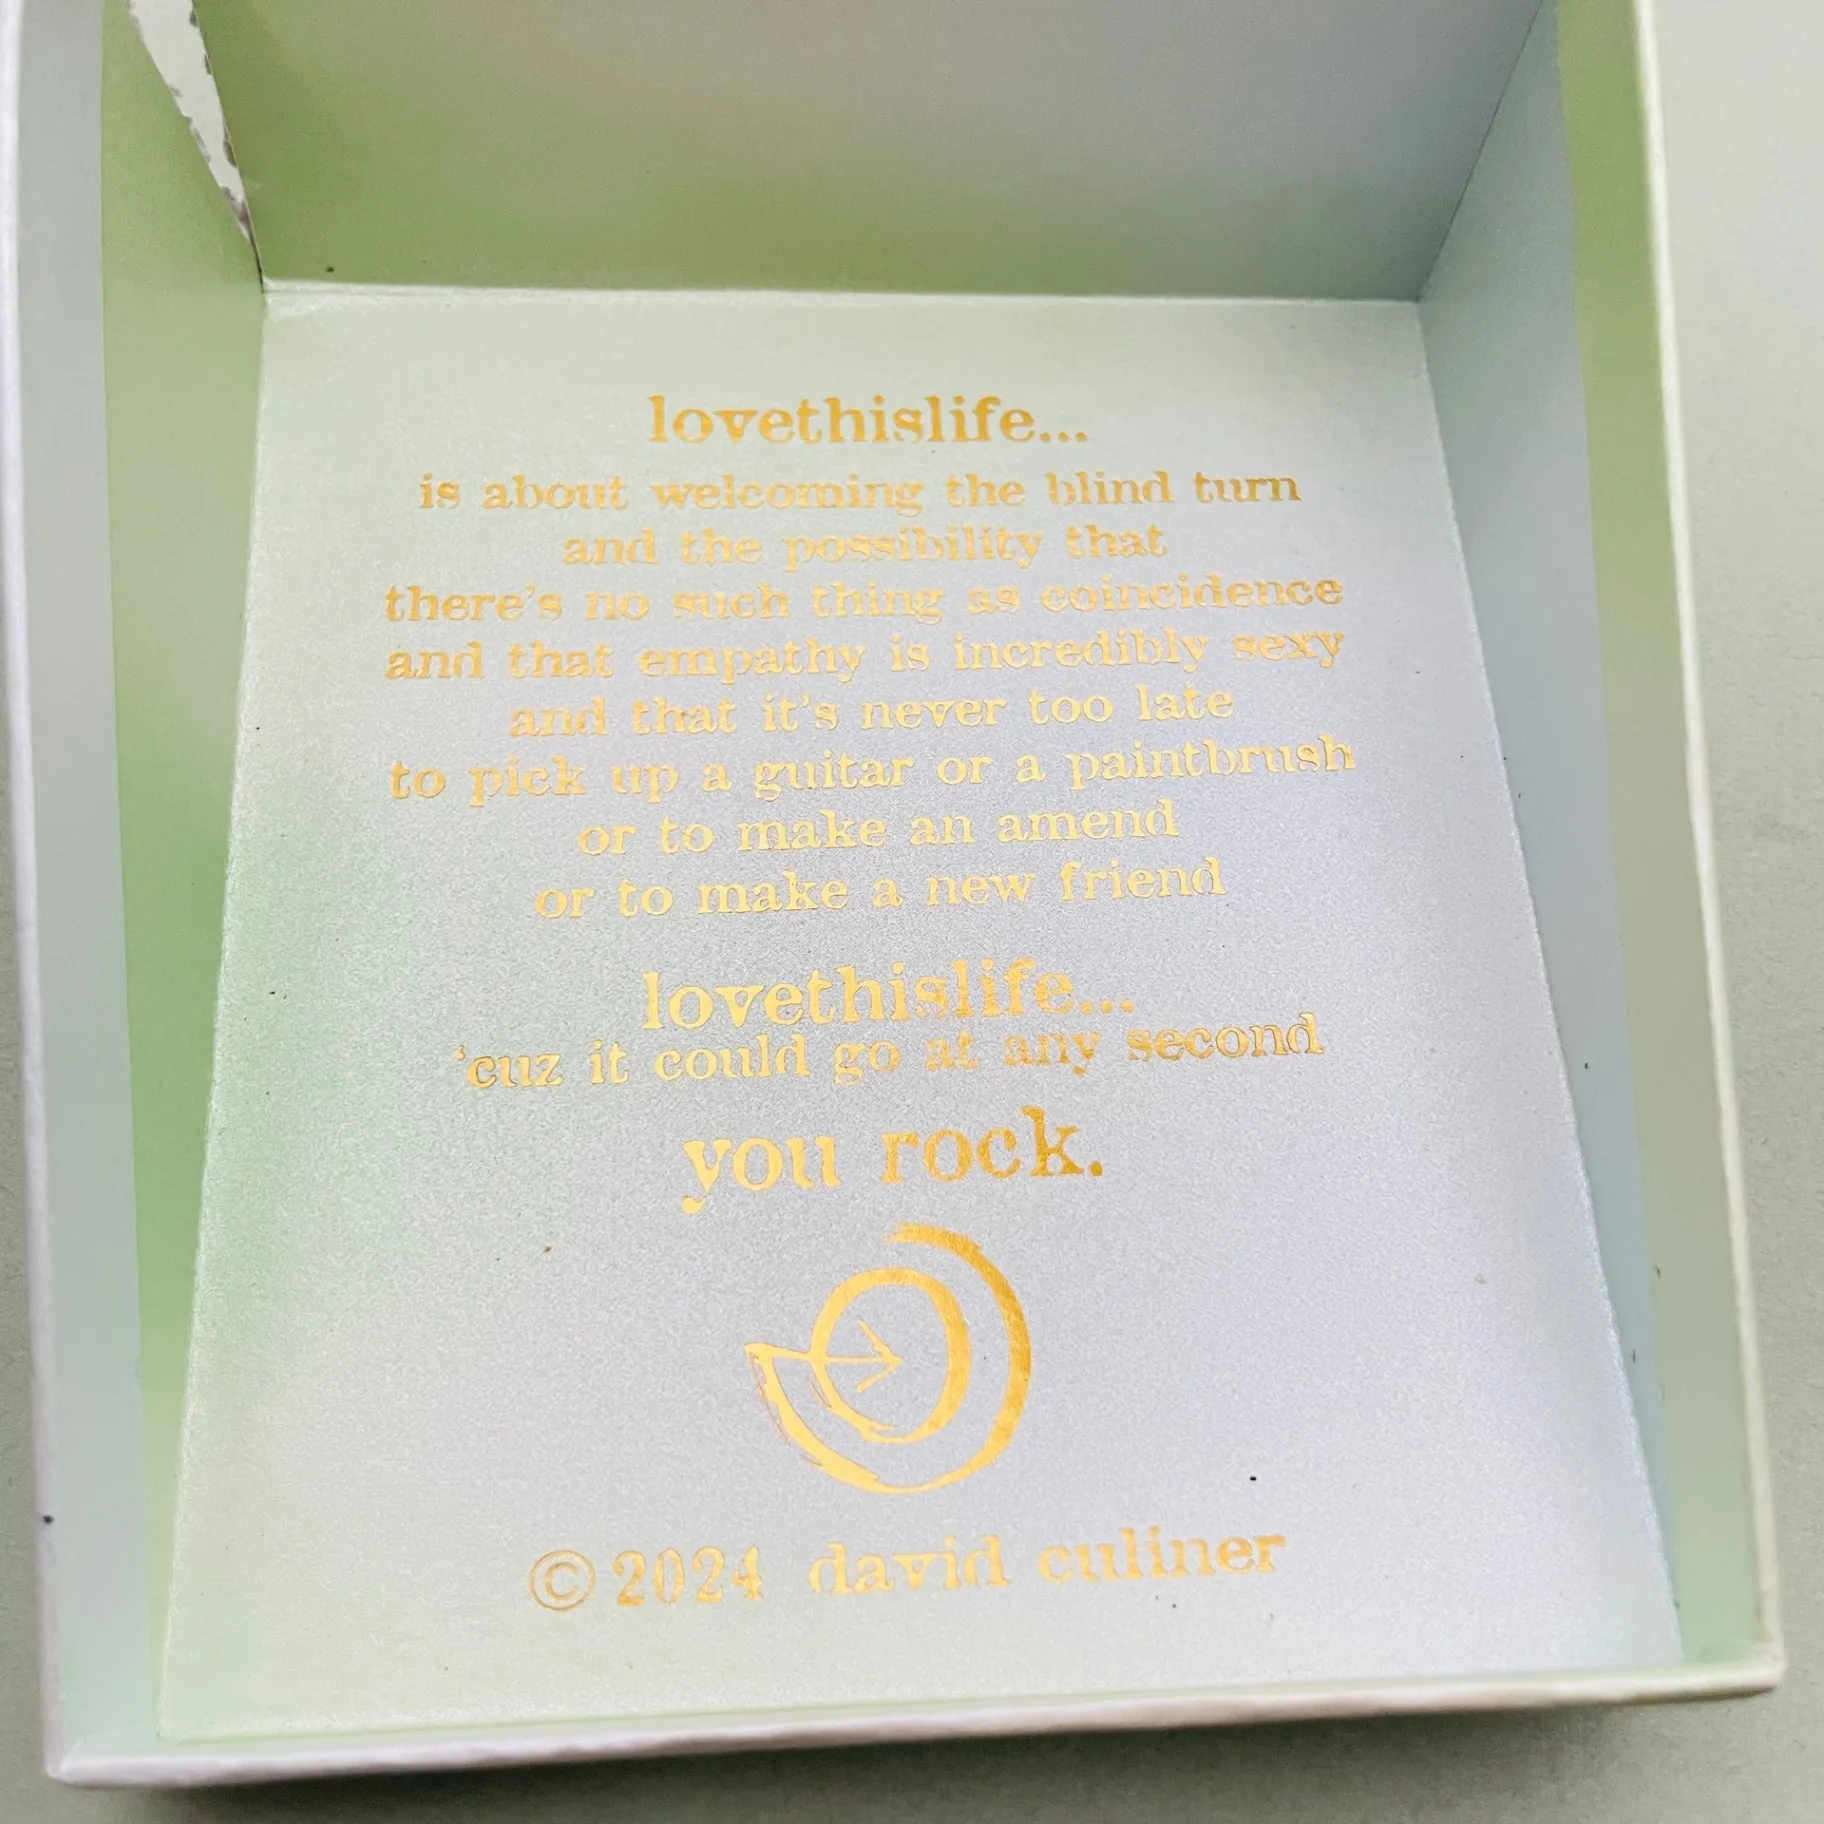 lovethislife...
is about welcoming the blind turn
and the possibility that
there's no such thing as coincidence
and that empathy is incredibly sexy
and that it's never too late
to pick up a guitar or a paintbrush
or to make an amend
or to make a new friend
lovethislife...
‘cuz it could go at any second
you rock.
©2024 david culiner